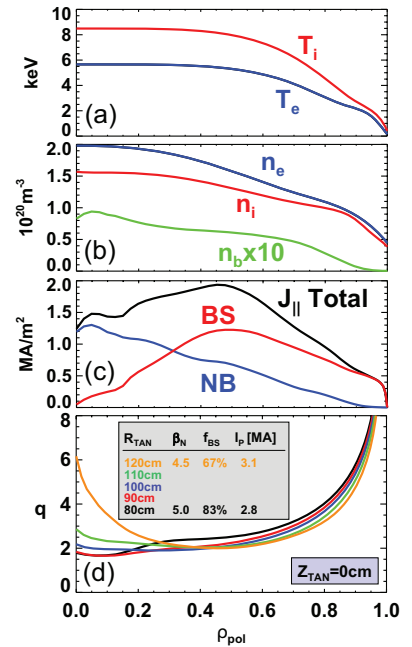 10
8
6
4
2
0
keV
T_i
T_e
(a)
2.0
1.5
1.0
0.5
0.0
10^20 m^-3
n_e
n_i
n_bx10
(b)
2.0
1.5
1.0
0.5
0.0
MA/m^2
J_|| Total
BS
NB
(c)
8
6
4
2
0
q
R_TAN β_N f_BS I_P [MA]
120cm 4.5 67% 3.1
110cm
100cm
90cm
80cm 5.0 83% 2.8
(d)
Z_TAN=0cm
0.0 0.2 0.4 0.6 0.8 1.0
ρ_pol